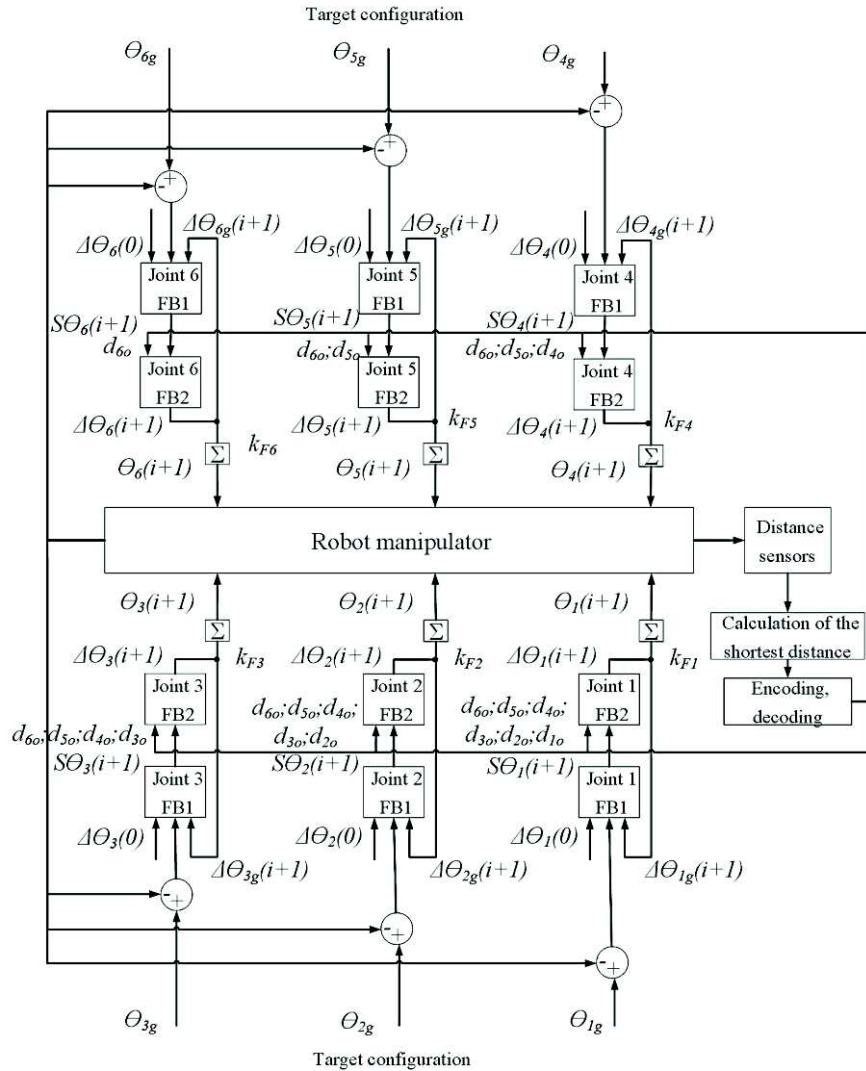 Target configuration
Θ6g Θ5g Θ4g
- +
- +
- +
ΔΘ6g(i+1) ΔΘ5g(i+1) ΔΘ4g(i+1)
ΔΘ6(0) ΔΘ5(0) ΔΘ4(0)
Joint 6 Joint 5 Joint 4
FB1 FB1 FB1
SΘ6(i+1) SΘ5(i+1) SΘ4(i+1)
d6o d6o;d5o d6o;d5o;d4o
Joint 6 Joint 5 Joint 4
FB2 FB2 FB2
ΔΘ6(i+1) ΔΘ5(i+1) ΔΘ4(i+1)
kF6 kF5 kF4
Σ Σ Σ
Θ6(i+1) Θ5(i+1) Θ4(i+1)
Robot manipulator
Distance
sensors
Calculation of the
shortest distance
Encoding,
decoding
Θ3(i+1) Θ2(i+1) Θ1(i+1)
Σ Σ Σ
ΔΘ3(i+1) kF3 ΔΘ2(i+1) kF2 ΔΘ1(i+1) kF1
Joint 3 Joint 2 Joint 1
FB2 FB2 FB2
d6o;d5o;d4o;d3o
d6o;d5o;d4o;
d3o;d2o
d6o;d5o;d4o;
d3o;d2o;d1o
SΘ3(i+1) SΘ2(i+1) SΘ1(i+1)
Joint 3 Joint 2 Joint 1
FB1 FB1 FB1
ΔΘ3(0) ΔΘ2(0) ΔΘ1(0)
ΔΘ3g(i+1) ΔΘ2g(i+1) ΔΘ1g(i+1)
- +
- +
- +
Θ3g Θ2g Θ1g
Target configuration